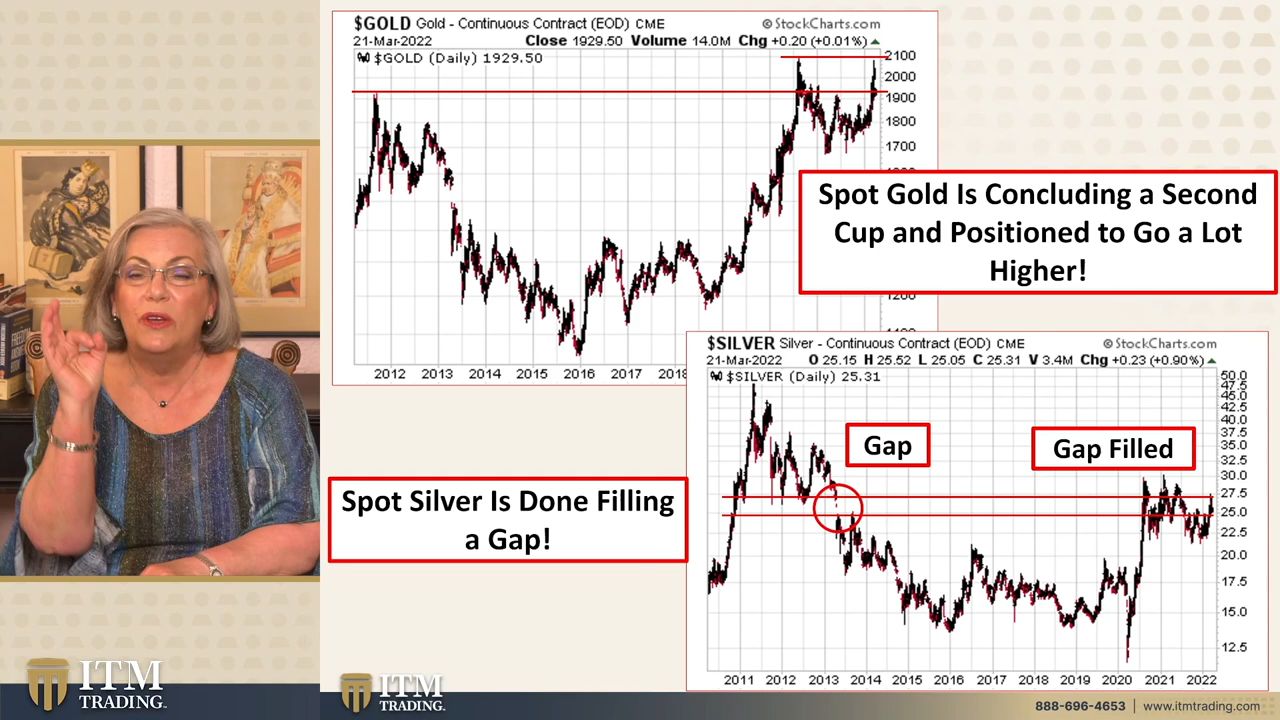 $GOLD Gold - Continuous Contract (EOD) CME
© StockCharts.com
21-Mar-2022
Close 1929.50 Volume 14.0M Chg +0.20 (+0.01%)
$GOLD (Daily) 1929.50
2100
2000
1900
1800
1700
2012 2013 2014 2015 2016 2017 2018
Spot Gold Is Concluding a Second
Cup and Positioned to Go a Lot
Higher!
$SILVER Silver - Continuous Contract (EOD) CME
© StockCharts.com
21-Mar-2022
O 25.15 H 25.52 L 25.05 C 25.31 V 3.4M Chg +0.23 (+0.90%)
$SILVER (Daily) 25.31
50.0
47.5
45.0
42.5
40.0
37.5
35.0
32.5
30.0
27.5
25.0
22.5
20.0
17.5
15.0
12.5
Gap
Gap Filled
2011 2012 2013 2014 2015 2016 2017 2018 2019 2020 2021 2022
Spot Silver Is Done Filling
a Gap!
ITM
TRADING
ITM
TRADING.
888-696-4653 | www.itmtrading.com